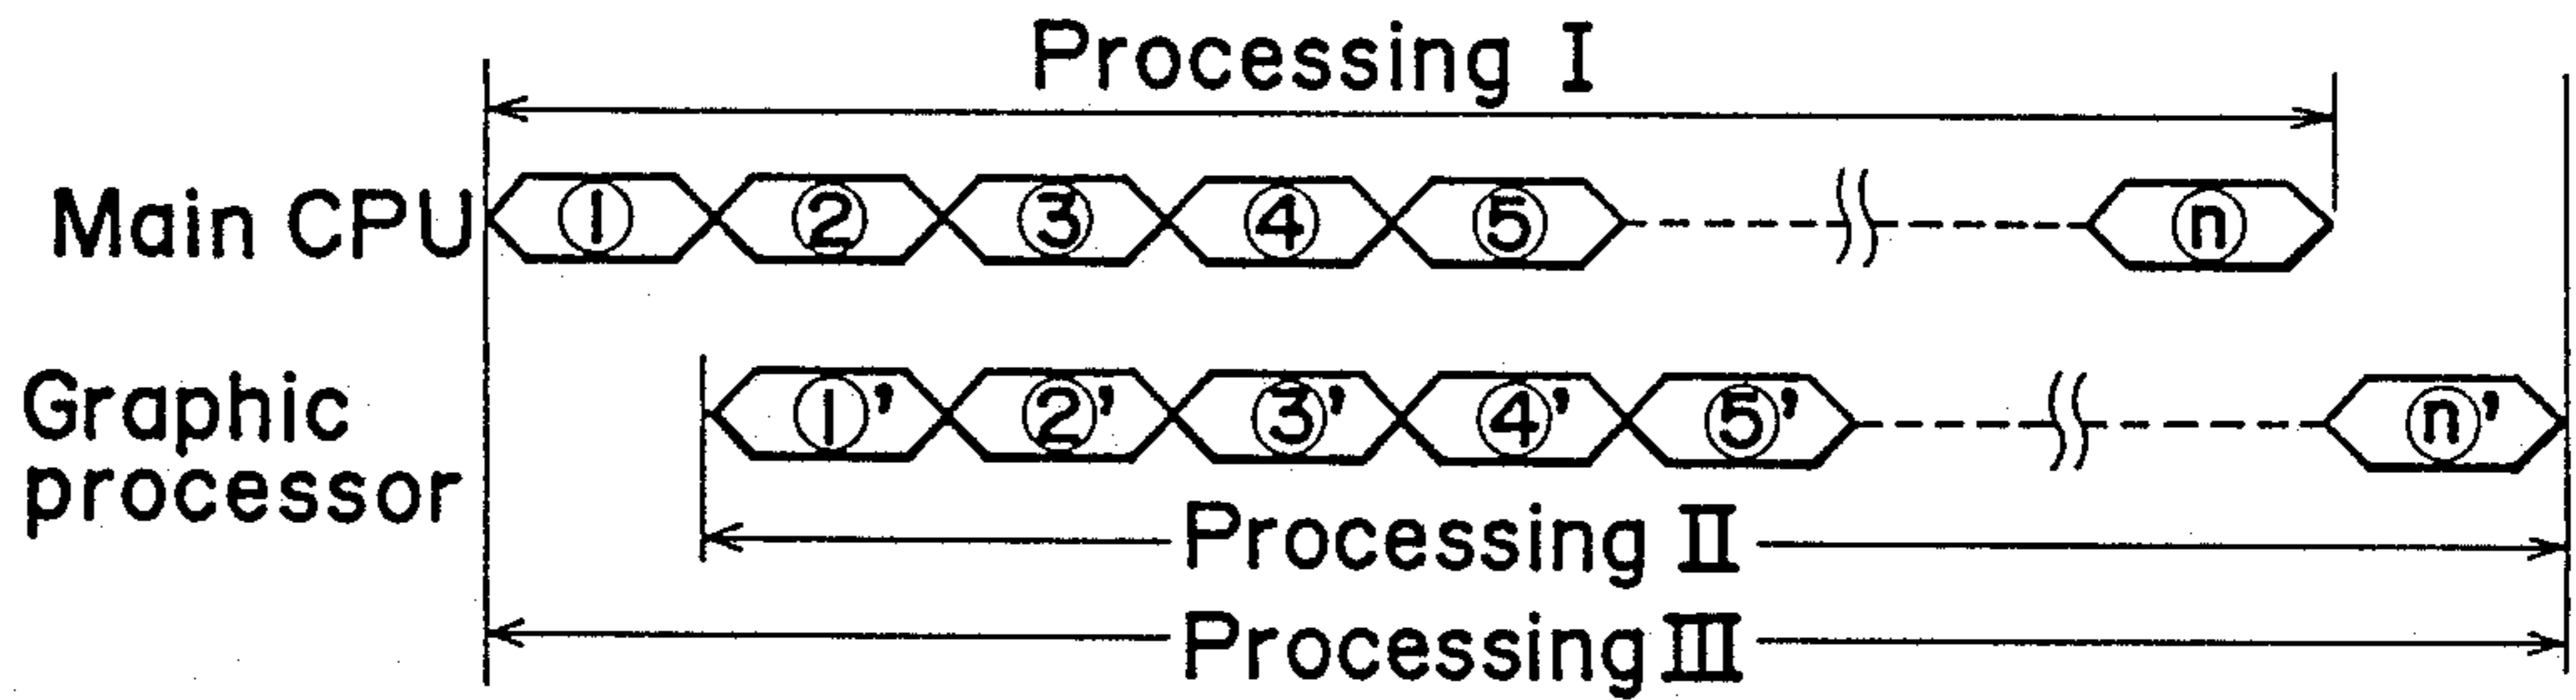 Processing I
Main CPU ① ② ③ ④ ⑤ ⓝ
Graphic
processor
①' ②' ③' ④' ⑤' ⓝ'
Processing II
Processing III